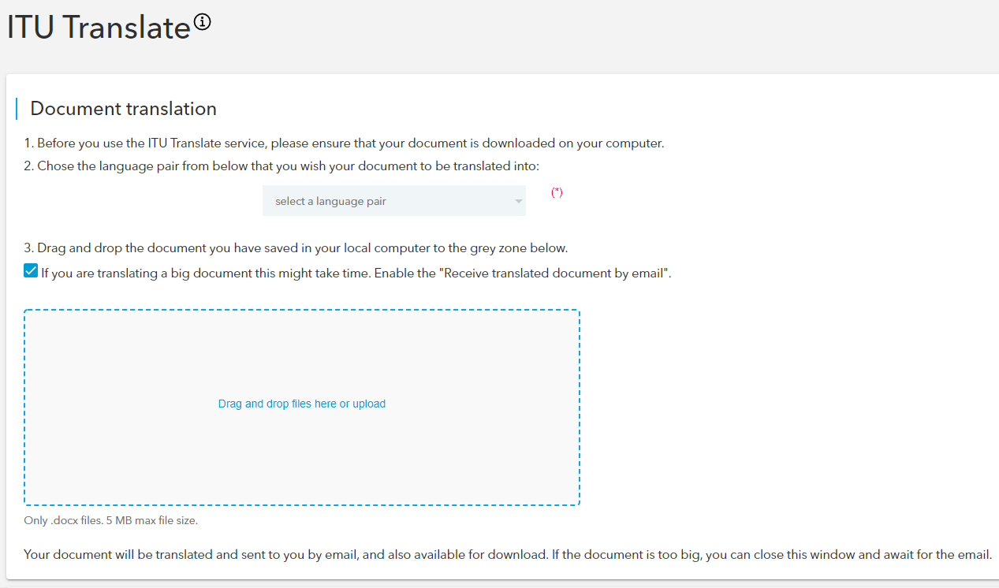 ITU Translate
Document translation
1. Before you use the ITU Translate service, please ensure that your document is downloaded on your computer.
2. Chose the language pair from below that you wish your document to be translated into:
select a language pair
(*)
3. Drag and drop the document you have saved in your local computer to the grey zone below.
If you are translating a big document this might take time. Enable the "Receive translated document by email".
Drag and drop files here or upload
Only .docx files. 5 MB max file size.
Your document will be translated and sent to you by email, and also available for download. If the document is too big, you can close this window and await for the email.